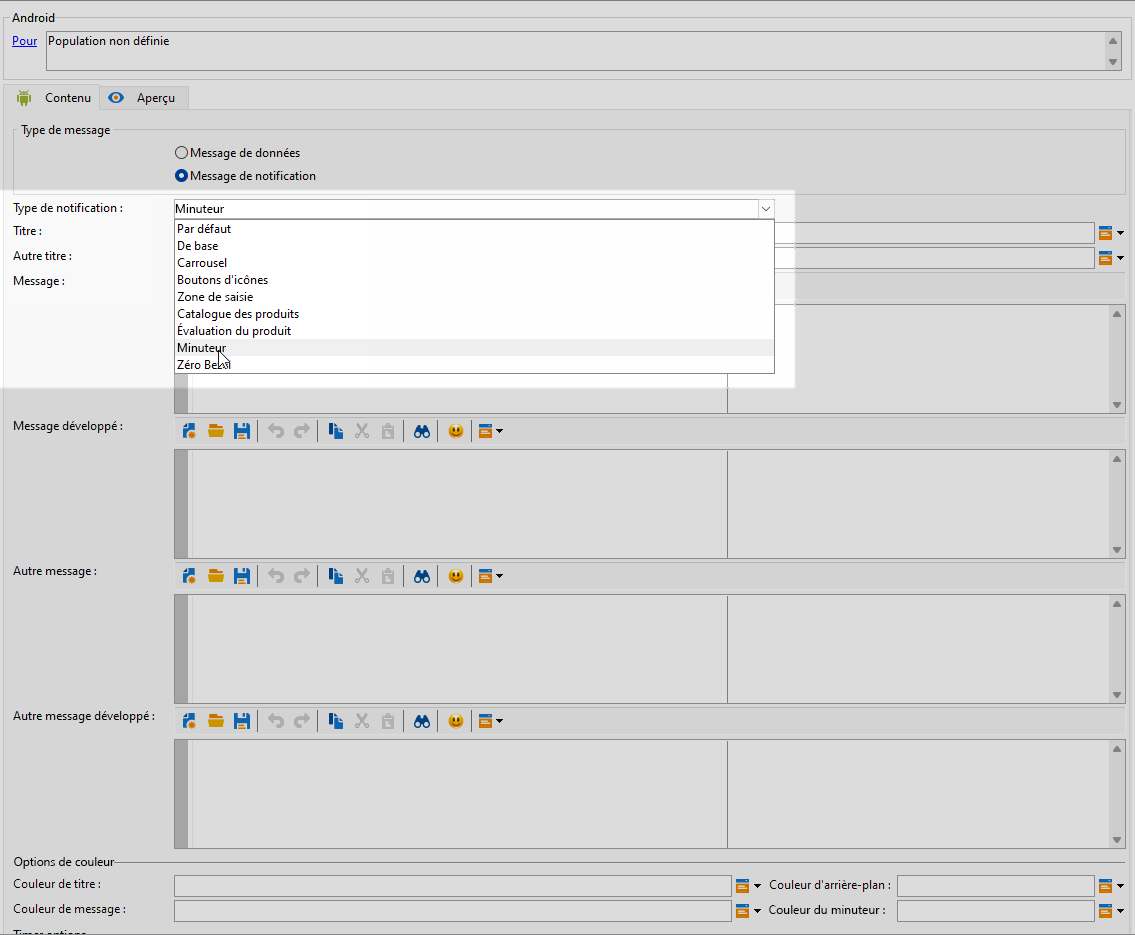 Android
Pour Population non définie
Contenu Aperçu
Type de message
Message de données
Message de notification
Type de notification : Minuteur
Titre :
Autre titre :
Message :
Par défaut
De base
Carrousel
Boutons d'icônes
Zone de saisie
Catalogue des produits
Évaluation du produit
Minuteur
Zéro
Message développé :
Autre message :
Autre message développé :
Options de couleur
Couleur de titre : Couleur d'arrière-plan :
Couleur de message : Couleur du minuteur :
Timer options